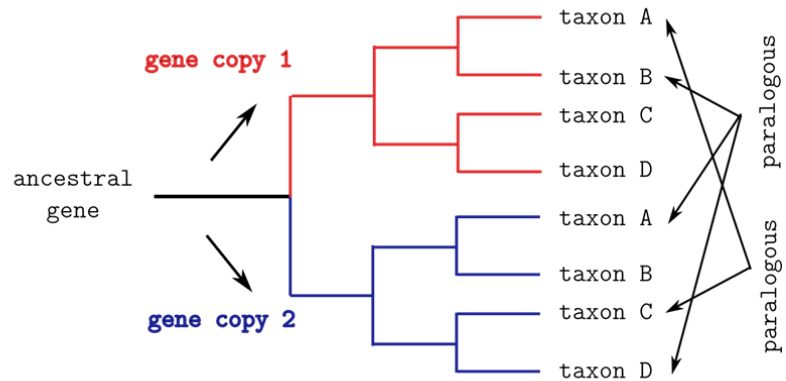 gene copy 1
ancestral
gene
gene copy 2
taxon A
taxon B
taxon C
taxon D
taxon A
taxon B
taxon C
taxon D
paralogous
paralogous